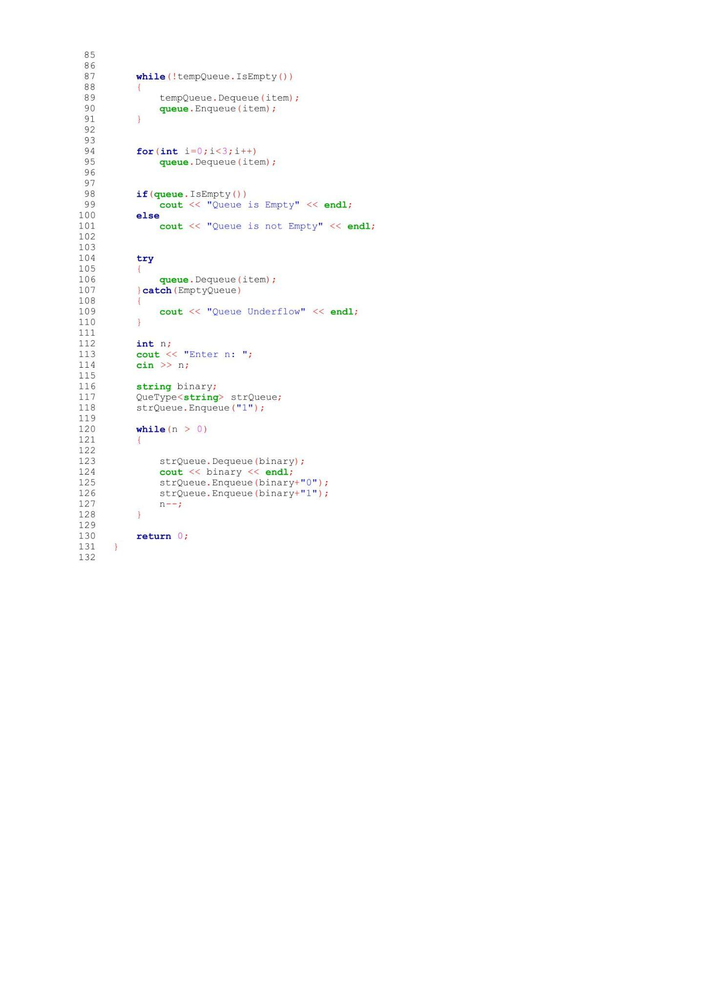 85
86
87 while(!tempQueue.IsEmpty())
88 {
89 tempQueue.Dequeue(item);
90 queue.Enqueue(item);
91 }
92
93
94 for(int i=0;i<3;i++)
95 queue.Dequeue(item);
96
97
98 if(queue.IsEmpty())
99 cout << "Queue is Empty" << endl;
100 else
101 cout << "Queue is not Empty" << endl;
102
103
104 try
105 {
106 queue.Dequeue(item);
107 }catch(EmptyQueue)
108 {
109 cout << "Queue Underflow" << endl;
110 }
111
112 int n;
113 cout << "Enter n: ";
114 cin >> n;
115
116 string binary;
117 QueType<string> strQueue;
118 strQueue.Enqueue("1");
119
120 while(n > 0)
121 {
122
123 strQueue.Dequeue(binary);
124 cout << binary << endl;
125 strQueue.Enqueue(binary+"0");
126 strQueue.Enqueue(binary+"1");
127 n--;
128 }
129
130 return 0;
131 }
132